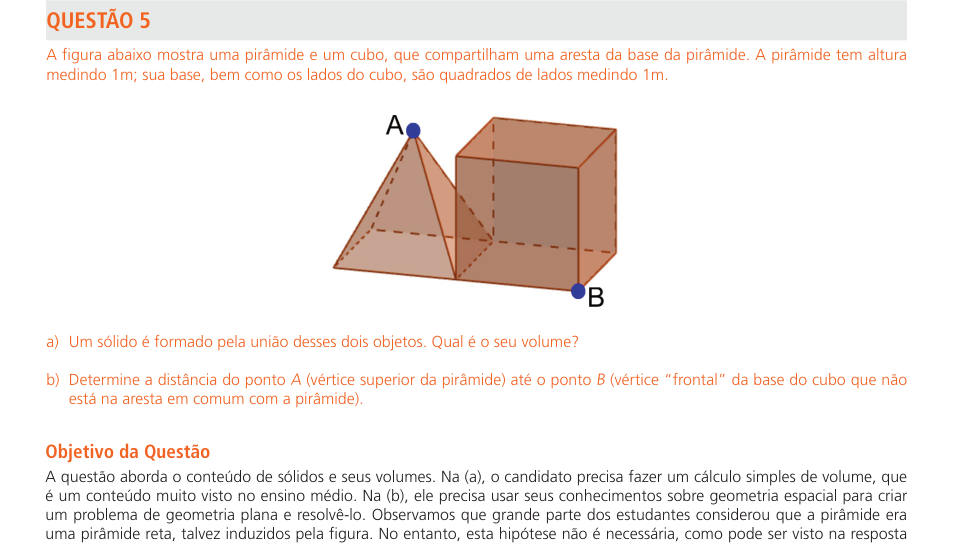 QUESTÃO 5
A figura abaixo mostra uma pirâmide e um cubo, que compartilham uma aresta da base da pirâmide. A pirâmide tem altura
medindo 1m; sua base, bem como os lados do cubo, são quadrados de lados medindo 1m.
A
B
a) Um sólido é formado pela união desses dois objetos. Qual é o seu volume?
b) Determine a distância do ponto A (vértice superior da pirâmide) até o ponto B (vértice “frontal” da base do cubo que não
está na aresta em comum com a pirâmide).
Objetivo da Questão
A questão aborda o conteúdo de sólidos e seus volumes. Na (a), o candidato precisa fazer um cálculo simples de volume, que
é um conteúdo muito visto no ensino médio. Na (b), ele precisa usar seus conhecimentos sobre geometria espacial para criar
um problema de geometria plana e resolvê-lo. Observamos que grande parte dos estudantes considerou que a pirâmide era
uma pirâmide reta, talvez induzidos pela figura. No entanto, esta hipótese não é necessária, como pode ser visto na resposta